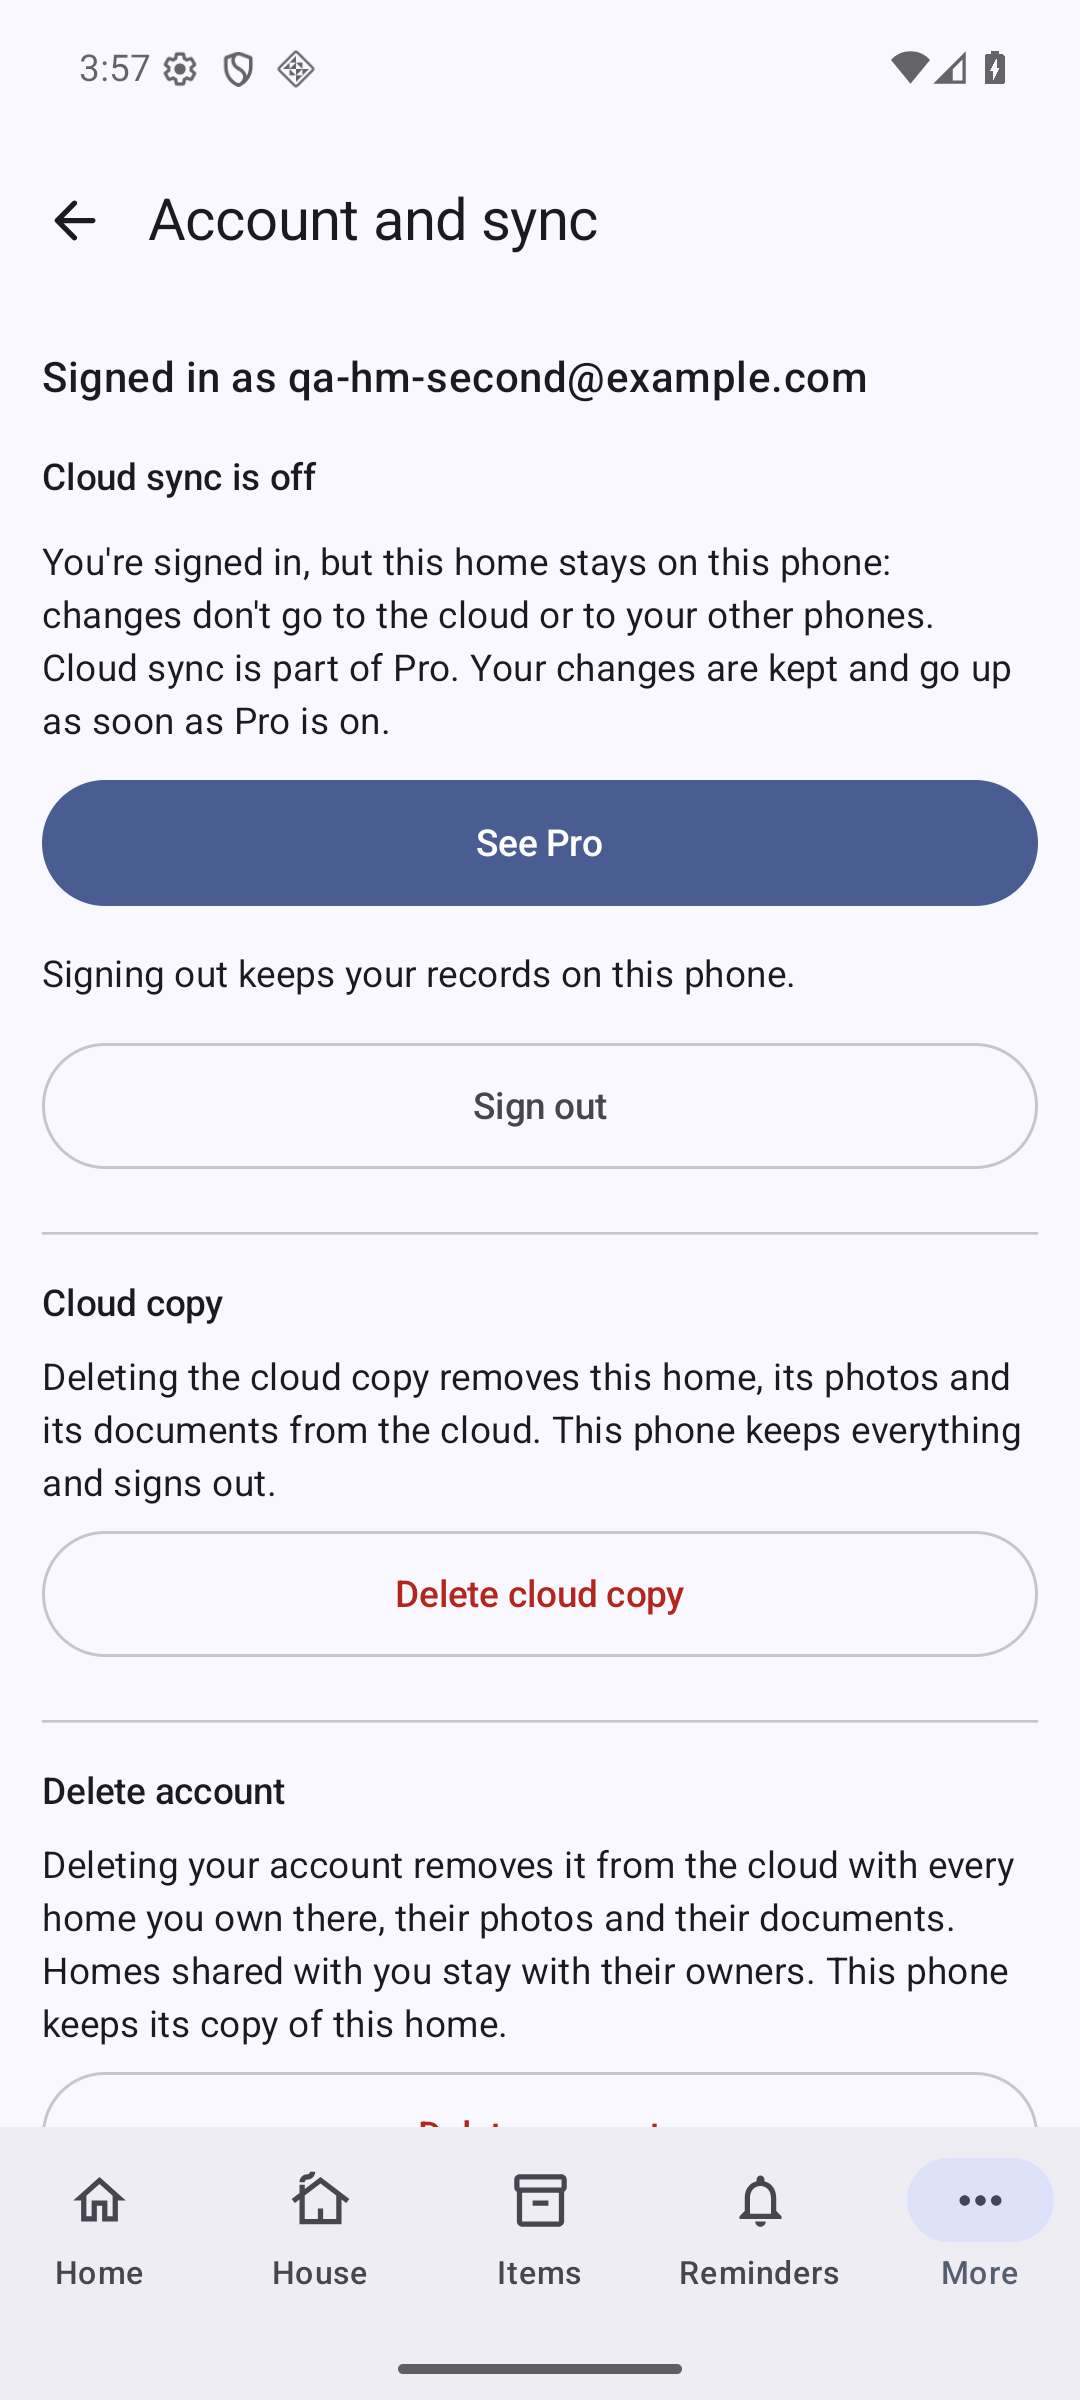 3:57
Account and sync
Signed in as qa-hm-second@example.com
Cloud sync is off
You're signed in, but this home stays on this phone:
changes don't go to the cloud or to your other phones.
Cloud sync is part of Pro. Your changes are kept and go up
as soon as Pro is on.
See Pro
Signing out keeps your records on this phone.
Sign out
Cloud copy
Deleting the cloud copy removes this home, its photos and
its documents from the cloud. This phone keeps everything
and signs out.
Delete cloud copy
Delete account
Deleting your account removes it from the cloud with every
home you own there, their photos and their documents.
Homes shared with you stay with their owners. This phone
keeps its copy of this home.
Home
House
Items
Reminders
More